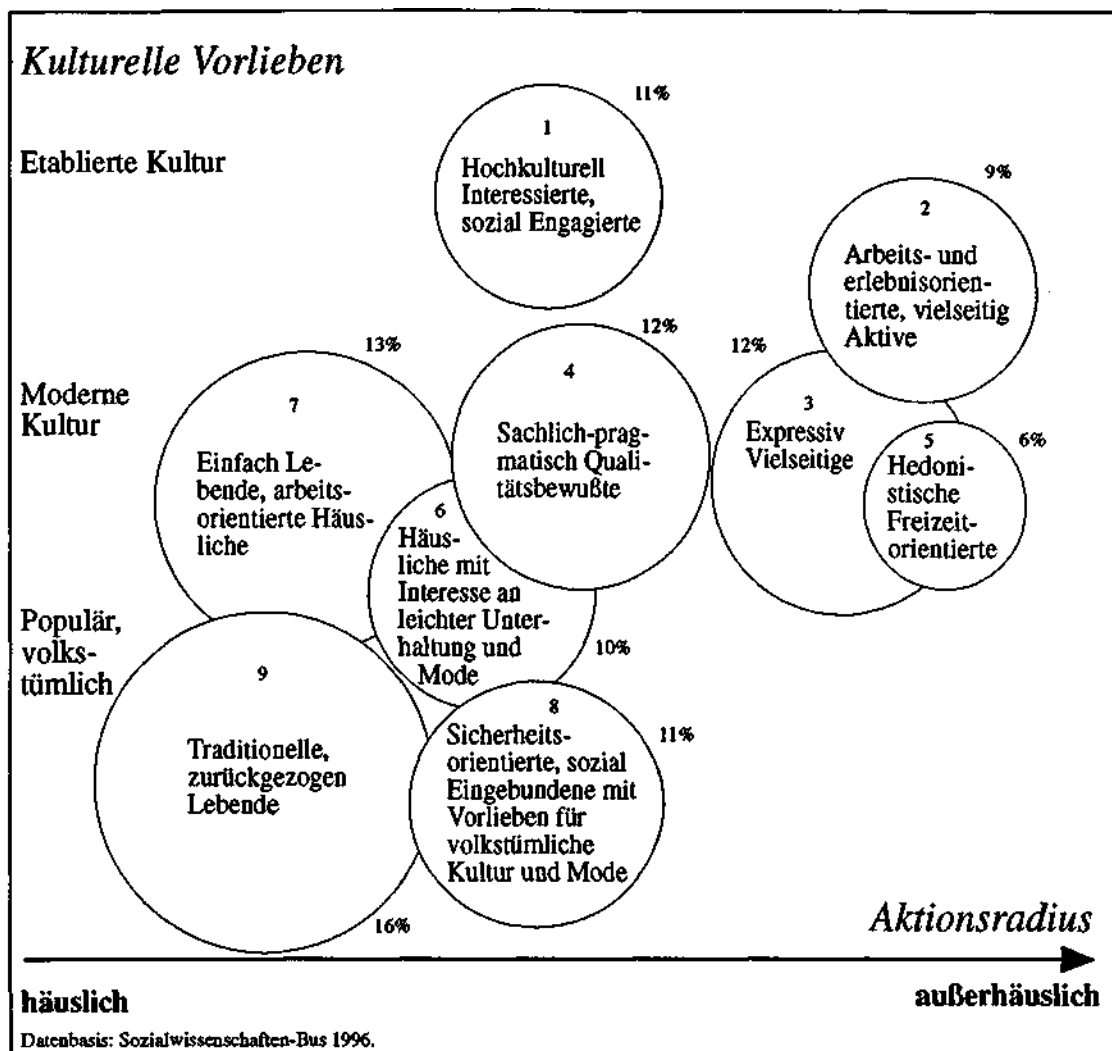 Kulturelle Vorlieben
Etablierte Kultur
Moderne
Kultur
Populär,
volks-
tümlich
11%
1
Hochkulturell
Interessierte,
sozial Engagierte
9%
2
Arbeits- und
erlebnisorien-
tierte, vielseitig
Aktive
12%
3
Expressiv
Vielseitige
12%
4
Sachlich-prag-
matisch Quali-
tätsbewußte
6%
5
Hedoni-
stische
Freizeit-
orientierte
10%
6
Häus-
liche mit
Interesse an
leichter Unter-
haltung und
Mode
13%
7
Einfach Le-
bende, arbeits-
orientierte Häus-
liche
11%
8
Sicherheits-
orientierte, sozial
Eingebundene mit
Vorlieben für
volkstümliche
Kultur und Mode
16%
9
Traditionelle,
zurückgezogen
Lebende
Aktionsradius
häuslich
außerhäuslich
Datenbasis: Sozialwissenschaften-Bus 1996.